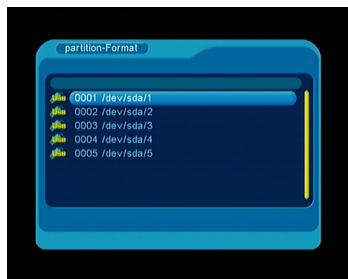 partition-Format
0001 /dev/sda/1
0002 /dev/sda/2
0003 /dev/sda/3
0004 /dev/sda/4
0005 /dev/sda/5